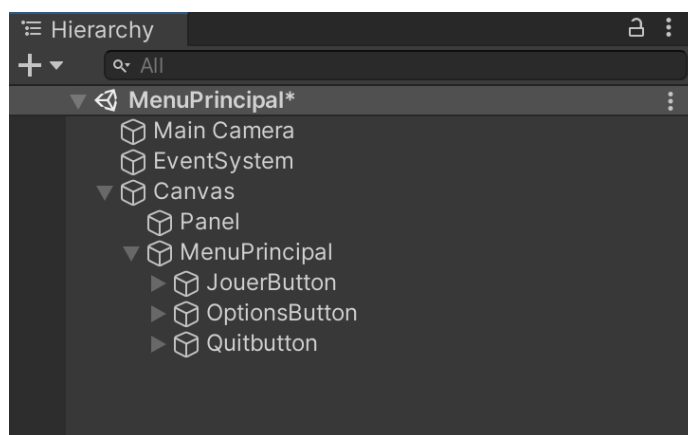 Hierarchy
All
MenuPrincipal*
Main Camera
EventSystem
Canvas
Panel
MenuPrincipal
JouerButton
OptionsButton
Quitbutton